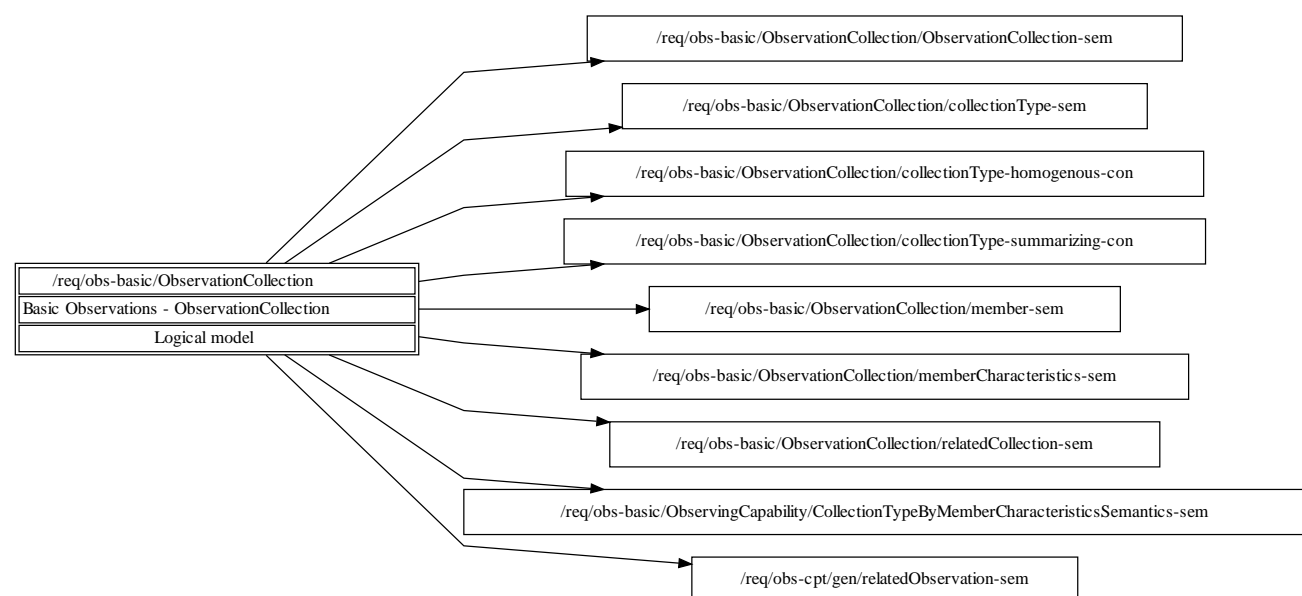 /req/obs-basic/ObservationCollection/ObservationCollection-sem
/req/obs-basic/ObservationCollection/collectionType-sem
/req/obs-basic/ObservationCollection/collectionType-homogenous-con
/req/obs-basic/ObservationCollection/collectionType-summarizing-con
/req/obs-basic/ObservationCollection
Basic Observations - ObservationCollection
Logical model
/req/obs-basic/ObservationCollection/member-sem
/req/obs-basic/ObservationCollection/memberCharacteristics-sem
/req/obs-basic/ObservationCollection/relatedCollection-sem
/req/obs-basic/ObservingCapability/CollectionTypeByMemberCharacteristicsSemantics-sem
/req/obs-cpt/gen/relatedObservation-sem